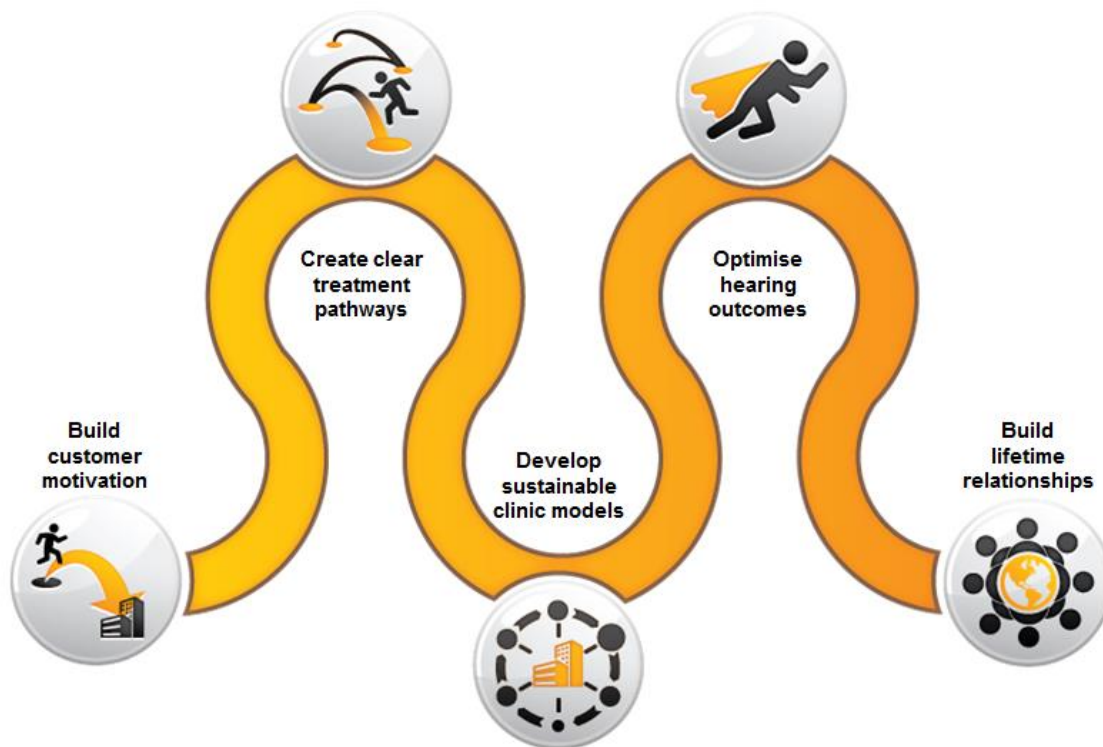 Build
customer
motivation
Create clear
treatment
pathways
Develop
sustainable
clinic models
Optimise
hearing
outcomes
Build
lifetime
relationships